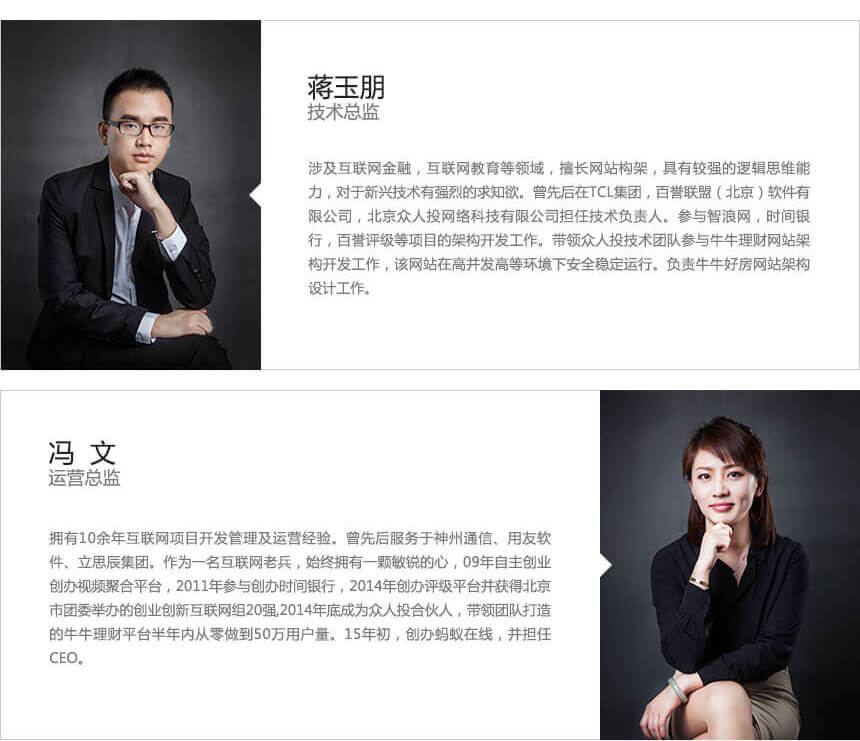 蒋玉朋
技术总监
涉及互联网金融，互联网教育等领域，擅长网站构架，具有较强的逻辑思维能
力，对于新兴技术有强烈的求知欲。曾先后在TCL集团，百誉联盟（北京）软件有
限公司，北京众人投网络科技有限公司担任技术负责人。参与智浪网，时间银
行，百誉评级等项目的架构开发工作。带领众人投技术团队参与牛牛理财网站架
构开发工作，该网站在高并发高等环境下安全稳定运行。负责牛牛好房网站架构
设计工作。
冯 文
运营总监
拥有10余年互联网项目开发管理及运营经验。曾先后服务于神州通信、用友软
件、立思辰集团。作为一名互联网老兵，始终拥有一颗敏锐的心，09年自主创业
创办视频聚合平台，2011年参与创办时间银行，2014年创办评级平台并获得北京
市团委举办的创业创新互联网组20强,2014年底成为众人投合伙人，带领团队打造
的牛牛理财平台半年内从零做到50万用户量。15年初，创办蚂蚁在线，并担任
CEO。